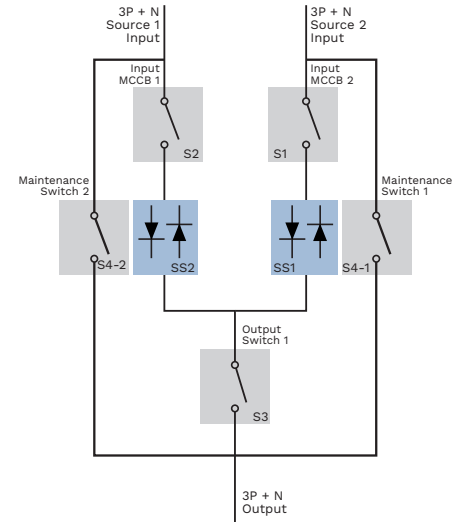 3P + N
Source 1
Input
3P + N
Source 2
Input
Input
MCCB 1
Input
MCCB 2
S2
S1
Maintenance
Switch 2
Maintenance
Switch 1
S4-2
SS2
SS1
S4-1
Output
Switch 1
S3
3P + N
Output